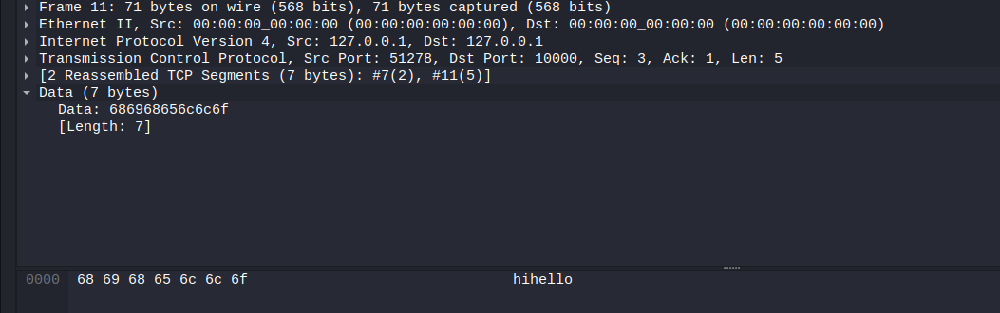 Frame 11: 71 bytes on wire (568 bits), 71 bytes captured (568 bits)
Ethernet II, Src: 00:00:00_00:00:00 (00:00:00:00:00:00), Dst: 00:00:00_00:00:00 (00:00:00:00:00:00)
Internet Protocol Version 4, Src: 127.0.0.1, Dst: 127.0.0.1
Transmission Control Protocol, Src Port: 51278, Dst Port: 10000, Seq: 3, Ack: 1, Len: 5
[2 Reassembled TCP Segments (7 bytes): #7(2), #11(5)]
Data (7 bytes)
Data: 686968656c6c6f
[Length: 7]
0000 68 69 68 65 6c 6c 6f hihello